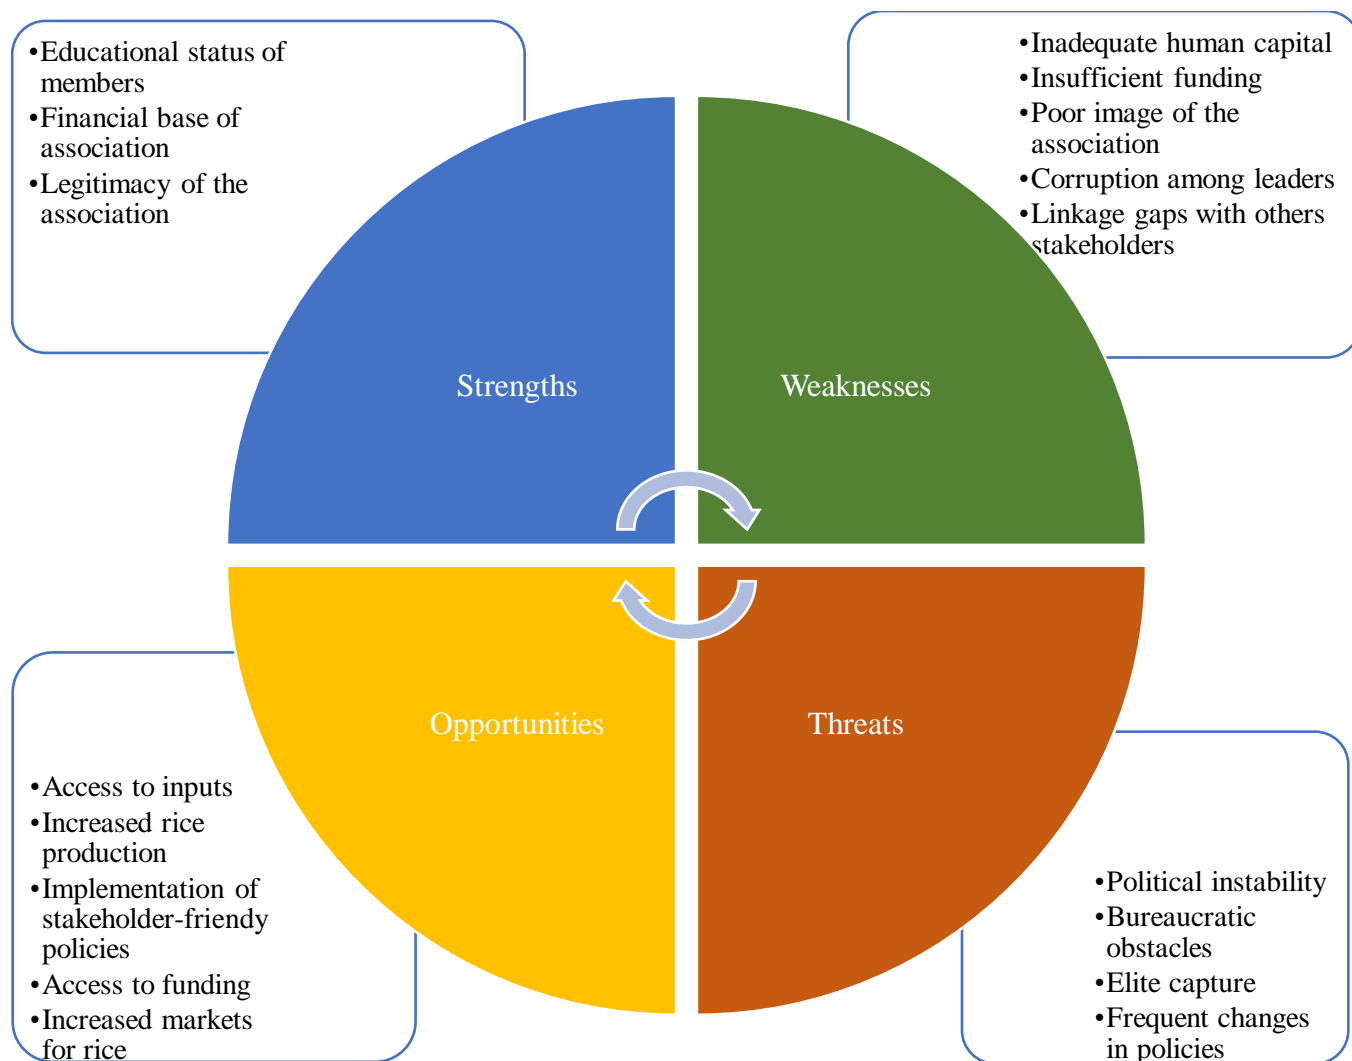 •Educational status of
members
•Financial base of
association
•Legitimacy of the
association
•Inadequate human capital
•Insufficient funding
•Poor image of the
association
•Corruption among leaders
•Linkage gaps with others
stakeholders
Strengths
Weaknesses
Opportunities
Threats
•Access to inputs
•Increased rice
production
•Implementation of
stakeholder-friendy
policies
•Access to funding
•Increased markets
for rice
•Political instability
•Bureaucratic
obstacles
•Elite capture
•Frequent changes
in policies